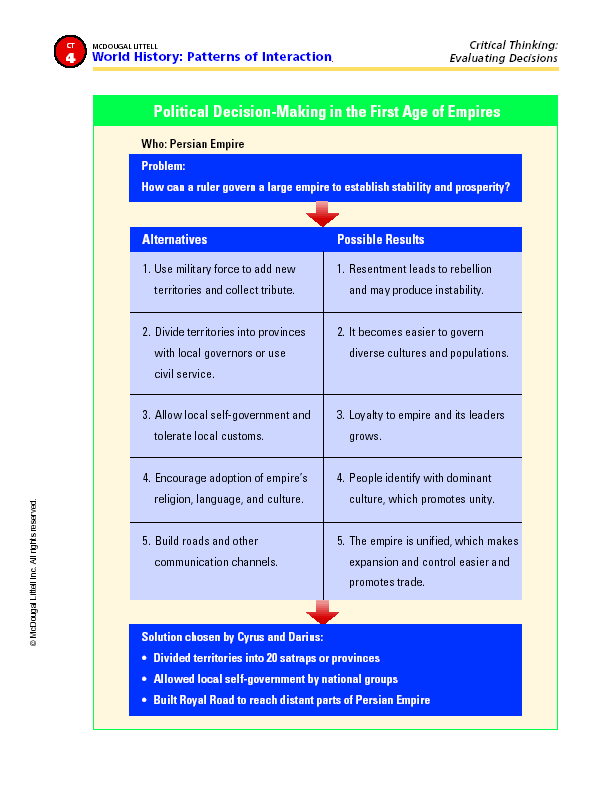 CT
4
McDOUGAL LITTELL
World History: Patterns of Interaction
Critical Thinking:
Evaluating Decisions
Political Decision-Making in the First Age of Empires
Who: Persian Empire
Problem:
How can a ruler govern a large empire to establish stability and prosperity?
Alternatives
Possible Results
1. Use military force to add new
territories and collect tribute.
1. Resentment leads to rebellion
and may produce instability.
2. Divide territories into provinces
with local governors or use
civil service.
2. It becomes easier to govern
diverse cultures and populations.
3. Allow local self-government and
tolerate local customs.
3. Loyalty to empire and its leaders
grows.
4. Encourage adoption of empire's
religion, language, and culture.
4. People identify with dominant
culture, which promotes unity.
5. Build roads and other
communication channels.
5. The empire is unified, which makes
expansion and control easier and
promotes trade.
Solution chosen by Cyrus and Darius:
• Divided territories into 20 satraps or provinces
• Allowed local self-government by national groups
• Built Royal Road to reach distant parts of Persian Empire
© McDougal Littell Inc. All rights reserved.